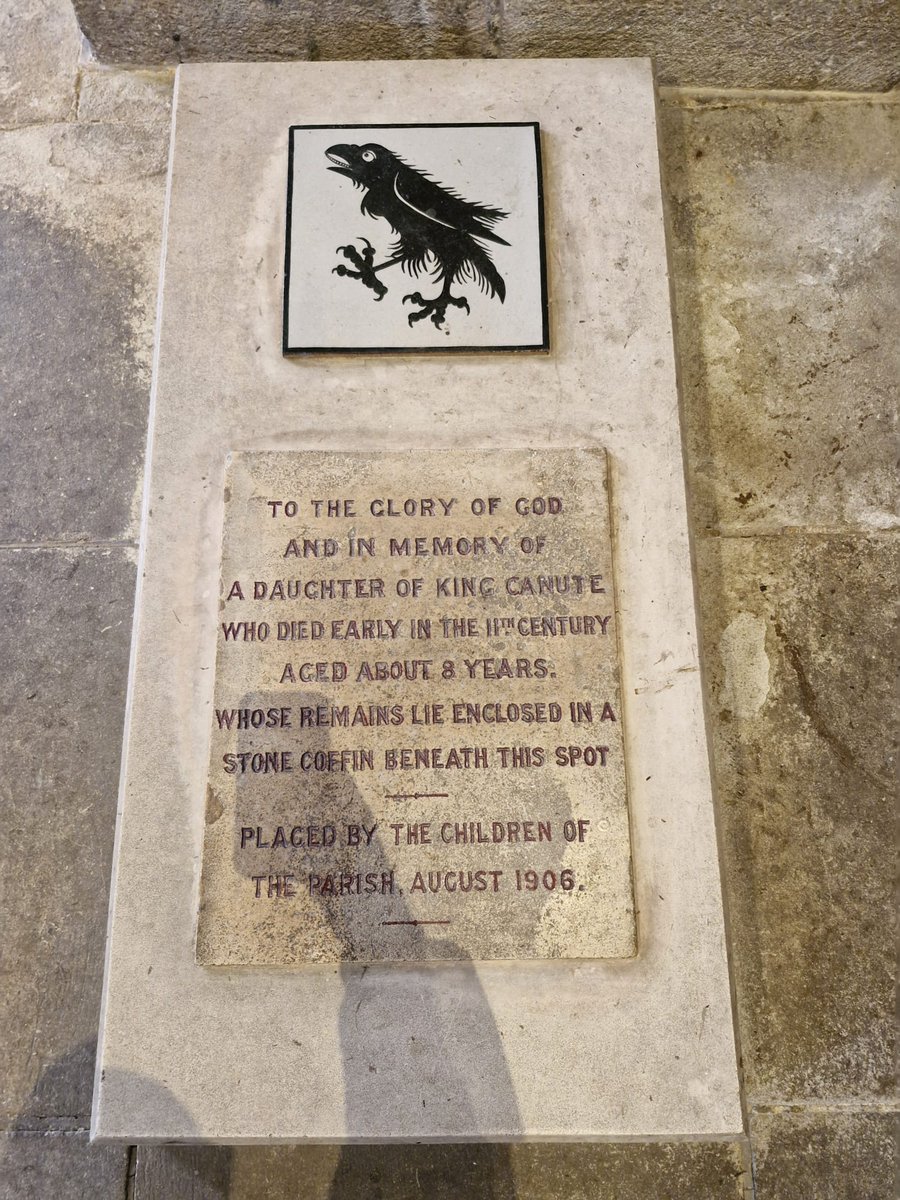 TO THE GLORY OF GOD
AND IN MEMORY OF
A DAUGHTER OF KING CANUTE
WHO DIED EARLY IN THE 11TH CENTURY
AGED ABOUT 8 YEARS.
WHOSE REMAINS LIE ENCLOSED IN A
STONE COFFIN BENEATH THIS SPOT
PLACED BY THE CHILDREN OF
THE PARISH, AUGUST 1906.